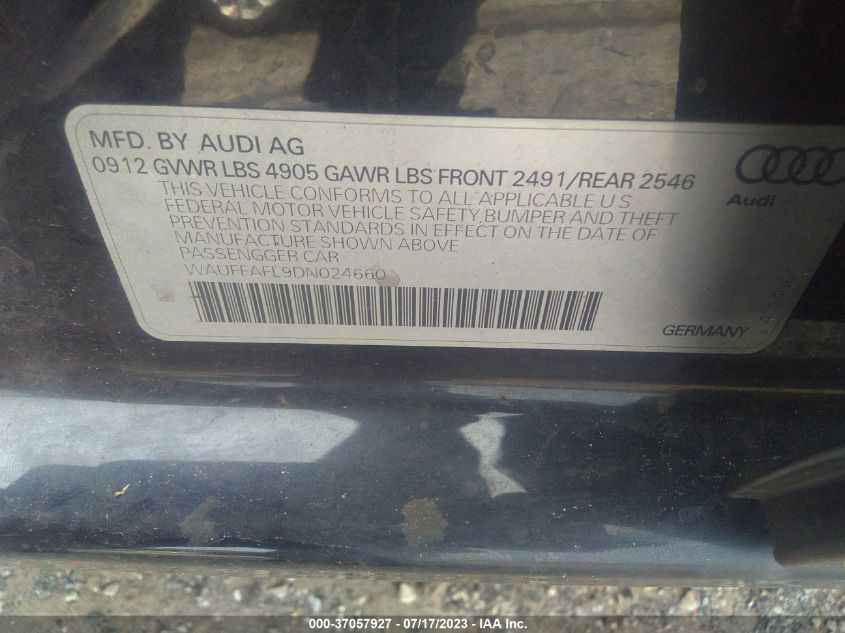 MFD. BY AUDI AG
0912 GVWR LBS 4905 GAWR LBS FRONT 2491/REAR 2546
THIS VEHICLE CONFORMS TO ALL APPLICABLE U S
FEDERAL MOTOR VEHICLE SAFETY, BUMPER AND THEFT
PREVENTION STANDARDS IN EFFECT ON THE DATE OF
MANUFACTURE SHOWN ABOVE
PASSENGGER CAR
WAUFFAFL9DN024660
Audi
GERMANY
000-37057927 - 07/17/2023 - IAA Inc.